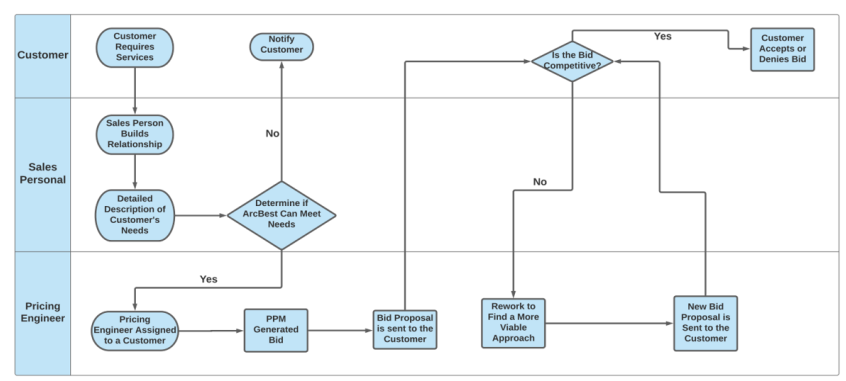 Customer
Customer
Requires
Services
Notify
Customer
Is the Bid
Competitive?
Yes
Customer
Accepts or
Denies Bid
Sales
Personal
Sales Person
Builds
Relationship
No
Detailed
Description of
Customer's
Needs
Determine if
ArcBest Can Meet
Needs
No
Pricing
Engineer
Yes
Pricing
Engineer Assigned
to a Customer
PPM
Generated
Bid
Bid Proposal
is sent to the
Customer
Rework to
Find a More
Viable
Approach
New Bid
Proposal is
Sent to the
Customer